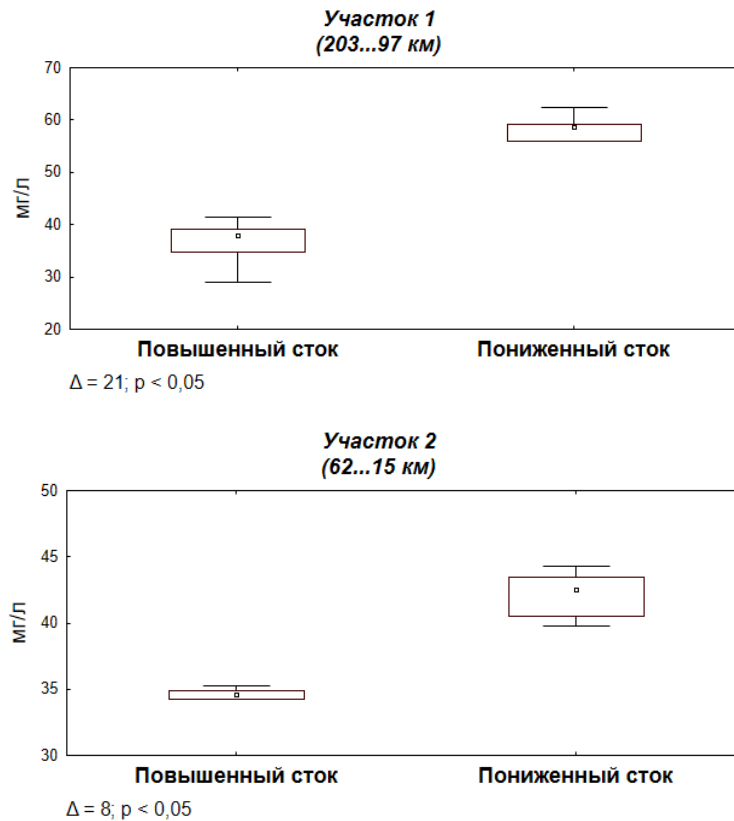 Участок 1
(203...97 км)
70
60
50
40
30
20
мг/л
Повышенный сток Пониженный сток
Δ = 21; p < 0,05
Участок 2
(62...15 км)
50
45
40
35
30
мг/л
Повышенный сток Пониженный сток
Δ = 8; p < 0,05